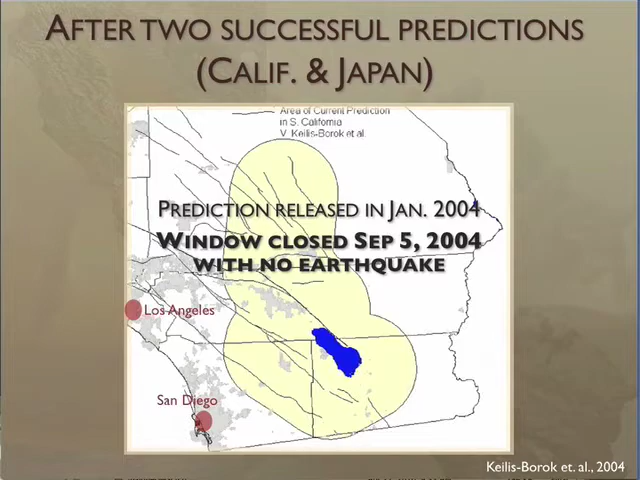 AFTER TWO SUCCESSFUL PREDICTIONS
(CALIF. & JAPAN)
Area of Current Prediction
in S. California
V. Keilis-Borok et al.
PREDICTION RELEASED IN JAN. 2004
WINDOW CLOSED SEP 5, 2004
WITH NO EARTHQUAKE
Los Angeles
San Diego
Keilis-Borok et. al., 2004